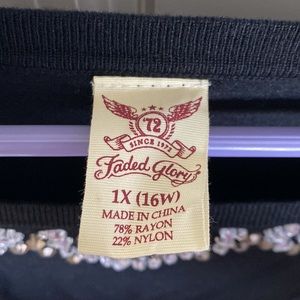 '72
SINCE 1972
Faded Glory
1X (16W)
MADE IN CHINA
78% RAYON
22% NYLON